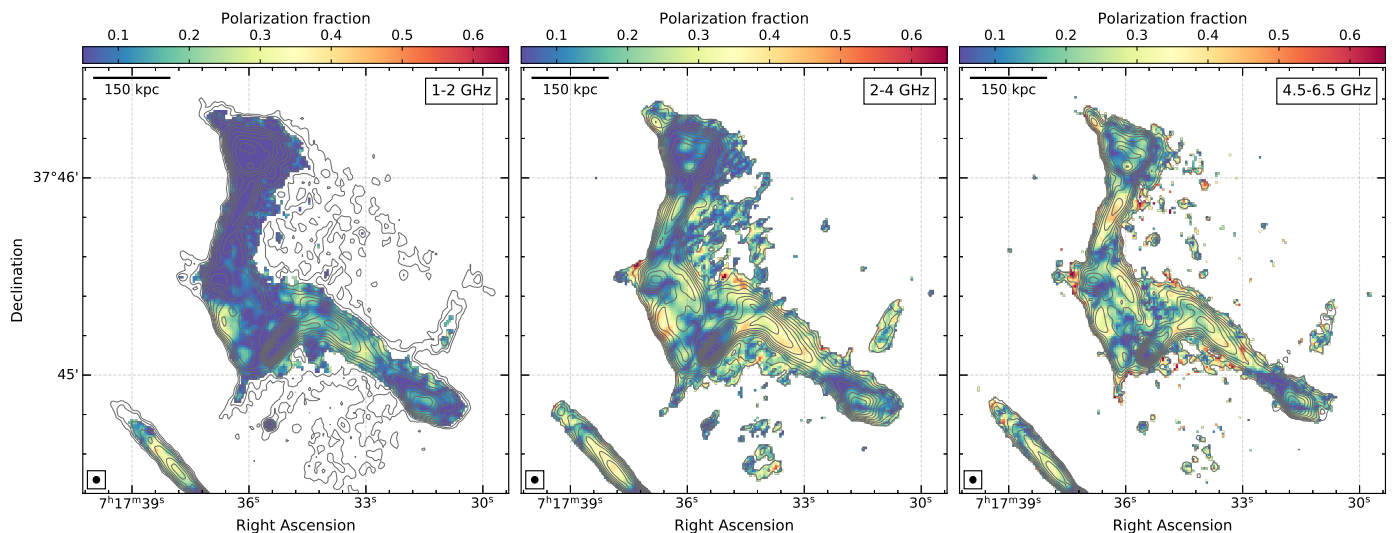 Polarization fraction Polarization fraction Polarization fraction
0.1 0.2 0.3 0.4 0.5 0.6 0.1 0.2 0.3 0.4 0.5 0.6 0.1 0.2 0.3 0.4 0.5 0.6
150 kpc 1-2 GHz 150 kpc 2-4 GHz 150 kpc 4.5-6.5 GHz
37°46'
Declination
45'
7ʰ17ᵐ39ˢ 36ˢ 33ˢ 30ˢ 7ʰ17ᵐ39ˢ 36ˢ 33ˢ 30ˢ 7ʰ17ᵐ39ˢ 36ˢ 33ˢ 30ˢ
Right Ascension Right Ascension Right Ascension